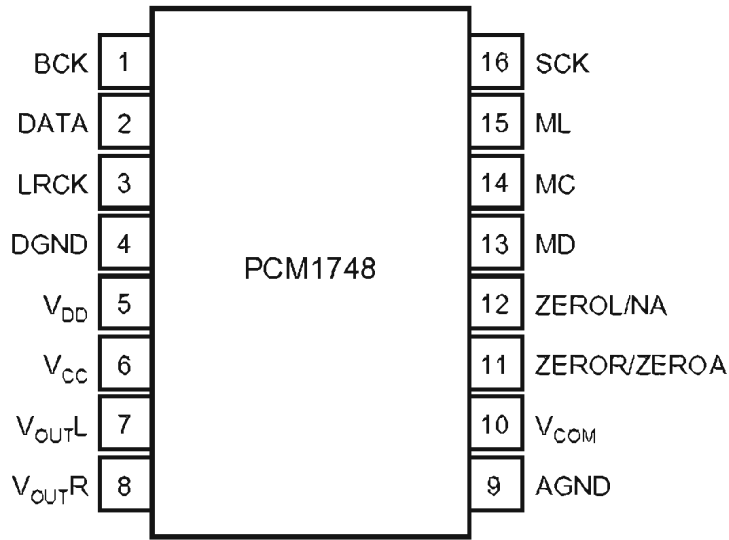 BCK 1 16 SCK
DATA 2 15 ML
LRCK 3 14 MC
DGND 4 13 MD
PCM1748
VDD 5 12 ZEROL/NA
VCC 6 11 ZEROR/ZEROA
VOUTL 7 10 VCOM
VOUTR 8 9 AGND